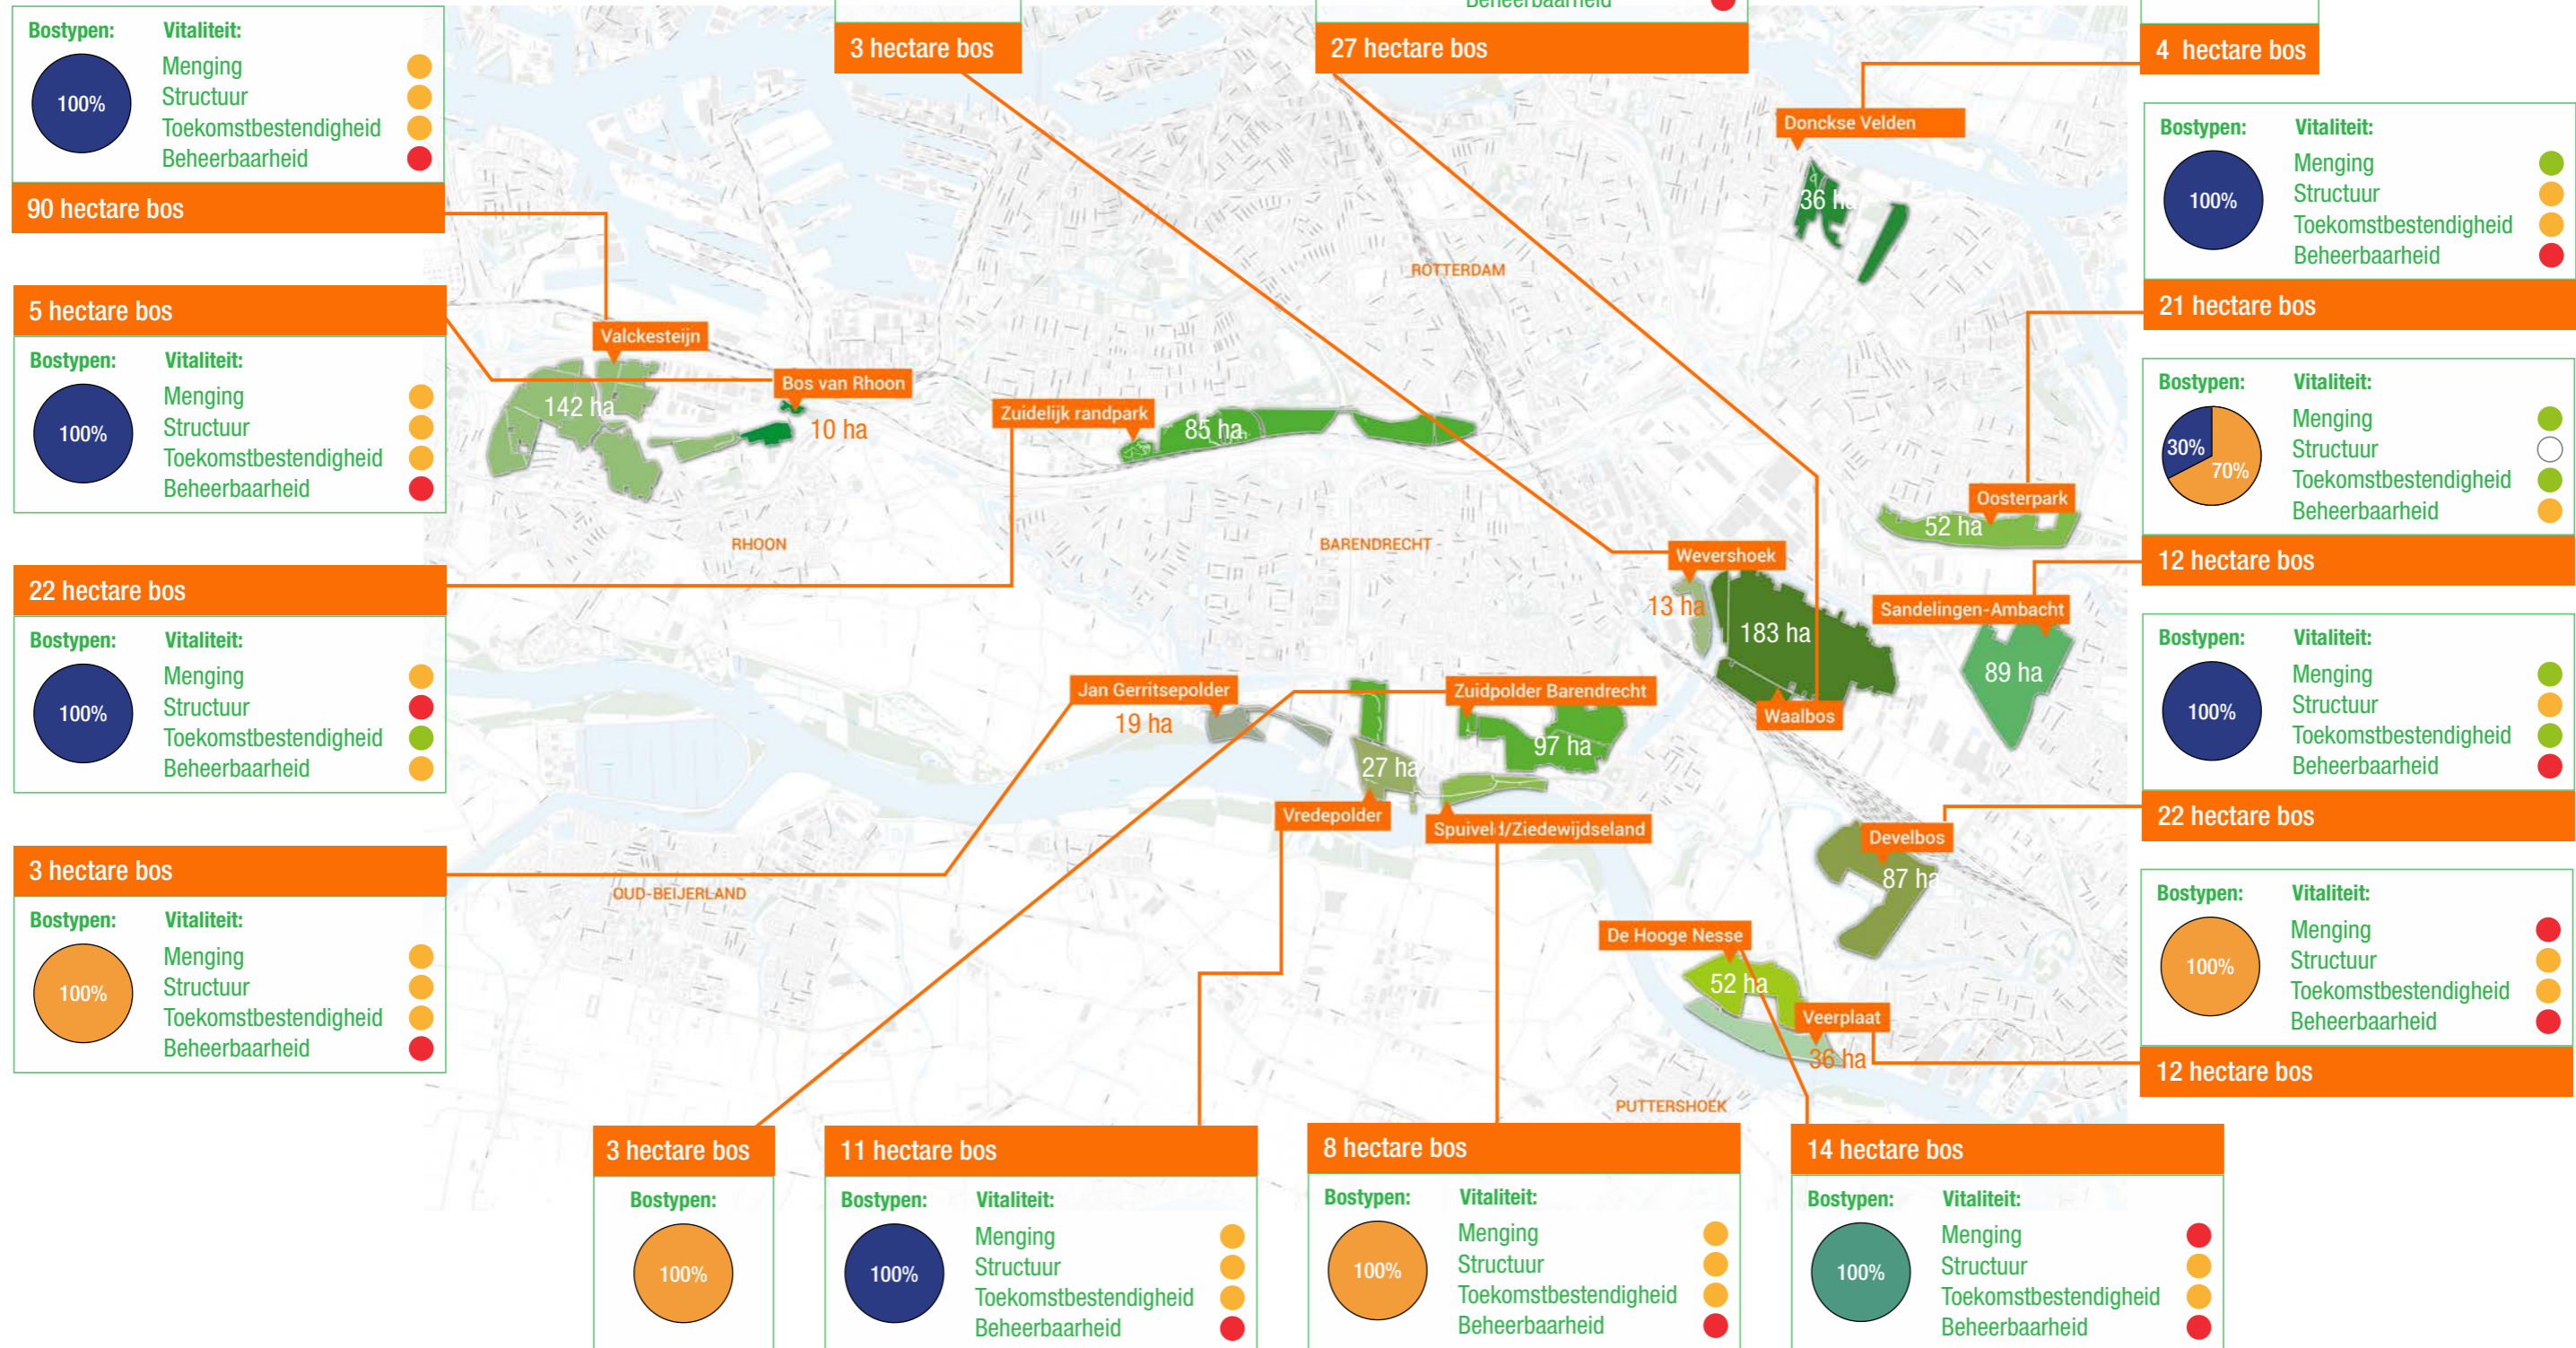 Bostypen: Vitaliteit:
100%
Menging
Structuur
Toekomstbestendigheid
Beheerbaarheid
90 hectare bos
5 hectare bos
Bostypen: Vitaliteit:
100%
Menging
Structuur
Toekomstbestendigheid
Beheerbaarheid
22 hectare bos
Bostypen: Vitaliteit:
100%
Menging
Structuur
Toekomstbestendigheid
Beheerbaarheid
3 hectare bos
Bostypen: Vitaliteit:
100%
Menging
Structuur
Toekomstbestendigheid
Beheerbaarheid
3 hectare bos
Beheerbaarheid
27 hectare bos
4 hectare bos
Donckse Velden
36 ha
ROTTERDAM
Valckesteijn
142 ha
Bos van Rhoon
10 ha
Zuidelijk randpark
85 ha
RHOON
BARENDRECHT
Oosterpark
52 ha
Wevershoek
13 ha
183 ha
Sandelingen-Ambacht
89 ha
Waalbos
Jan Gerritsepolder
19 ha
Zuidpolder Barendrecht
97 ha
27 ha
Vredepolder
Spuiveld/Ziedewijdseland
Develbos
87 ha
OUD-BEIJERLAND
De Hooge Nesse
52 ha
Veerplaat
36 ha
PUTTERSHOEK
Bostypen: Vitaliteit:
100%
Menging
Structuur
Toekomstbestendigheid
Beheerbaarheid
21 hectare bos
Bostypen: Vitaliteit:
30%
70%
Menging
Structuur
Toekomstbestendigheid
Beheerbaarheid
12 hectare bos
Bostypen: Vitaliteit:
100%
Menging
Structuur
Toekomstbestendigheid
Beheerbaarheid
22 hectare bos
Bostypen: Vitaliteit:
100%
Menging
Structuur
Toekomstbestendigheid
Beheerbaarheid
12 hectare bos
3 hectare bos
Bostypen:
100%
11 hectare bos
Bostypen: Vitaliteit:
100%
Menging
Structuur
Toekomstbestendigheid
Beheerbaarheid
8 hectare bos
Bostypen: Vitaliteit:
100%
Menging
Structuur
Toekomstbestendigheid
Beheerbaarheid
14 hectare bos
Bostypen: Vitaliteit:
100%
Menging
Structuur
Toekomstbestendigheid
Beheerbaarheid